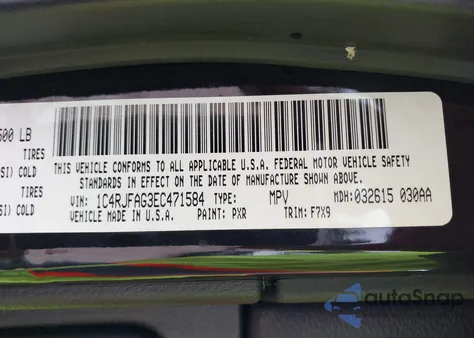 500 LB
TIRES
SI) COLD
TIRES
SI) COLD
THIS VEHICLE CONFORMS TO ALL APPLICABLE U.S.A. FEDERAL MOTOR VEHICLE SAFETY
STANDARDS IN EFFECT ON THE DATE OF MANUFACTURE SHOWN ABOVE.
VIN: 1C4RJFAG3EC471584 TYPE: MPV MDH:032615 030AA
VEHICLE MADE IN U.S.A. PAINT: PXR TRIM: F7X9
autoSnap